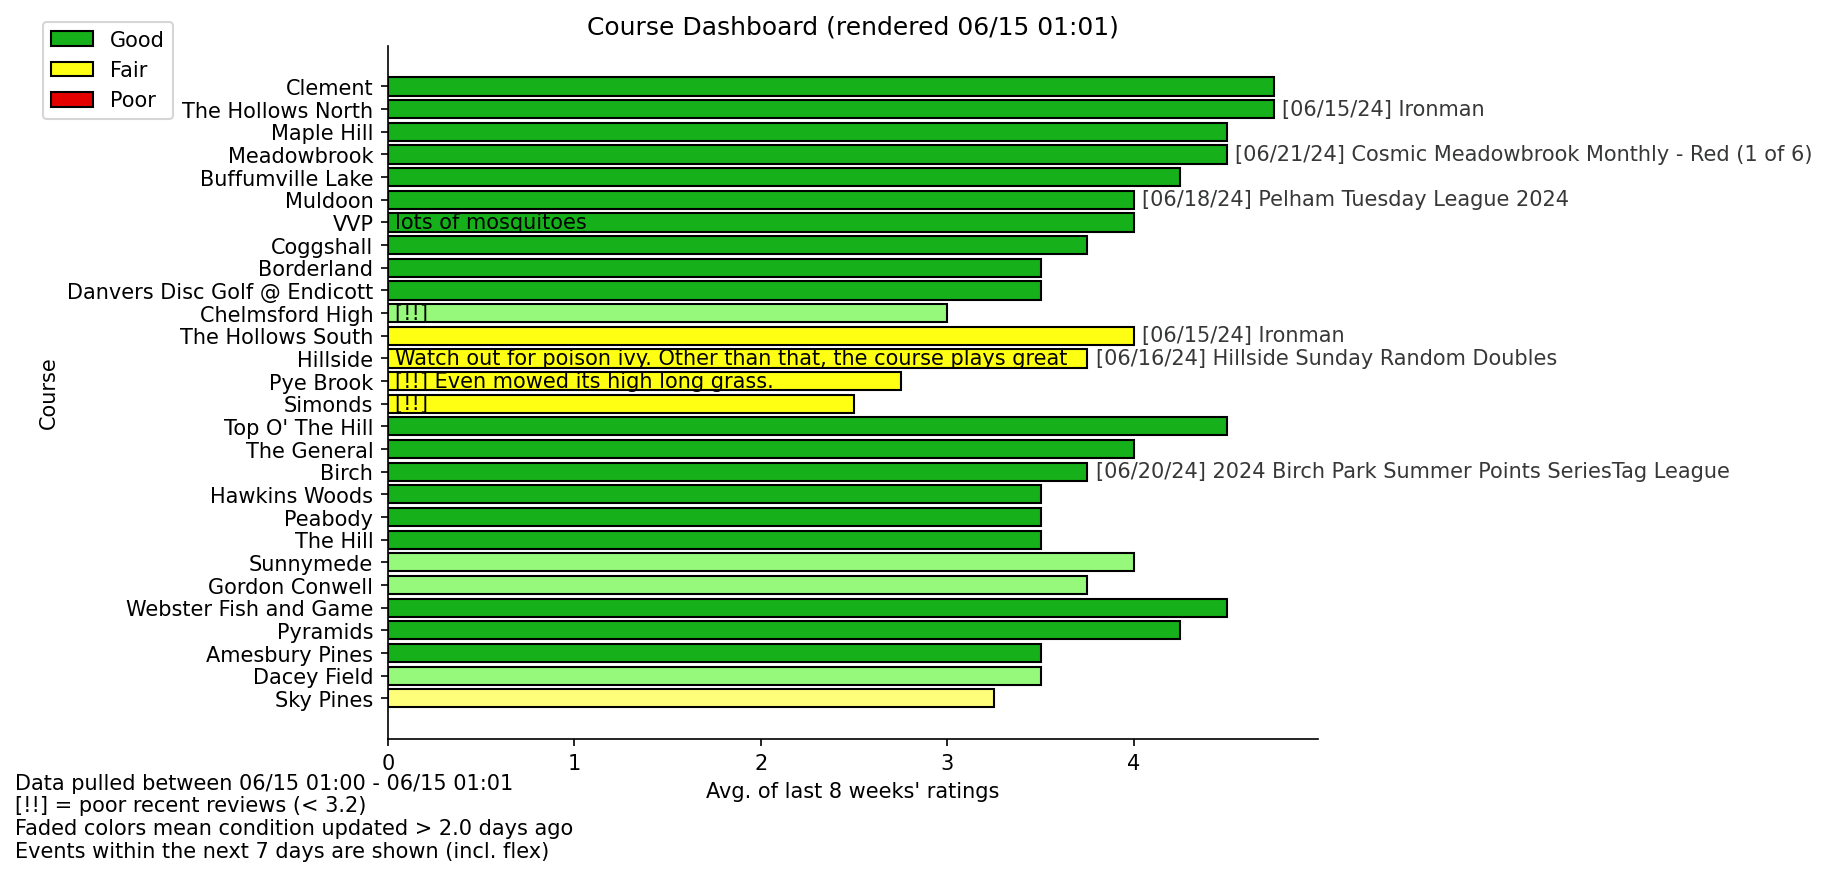 Course Dashboard (rendered 06/15 01:01)
Good
Fair
Poor
Clement
The Hollows North [06/15/24] Ironman
Maple Hill
Meadowbrook [06/21/24] Cosmic Meadowbrook Monthly - Red (1 of 6)
Buffumville Lake
Muldoon [06/18/24] Pelham Tuesday League 2024
VVP lots of mosquitoes
Coggshall
Borderland
Danvers Disc Golf @ Endicott
Chelmsford High [!!]
The Hollows South [06/15/24] Ironman
Hillside Watch out for poison ivy. Other than that, the course plays great [06/16/24] Hillside Sunday Random Doubles
Pye Brook [!!] Even mowed its high long grass.
Simonds [!!]
Top O' The Hill
The General
Birch [06/20/24] 2024 Birch Park Summer Points SeriesTag League
Hawkins Woods
Peabody
The Hill
Sunnymede
Gordon Conwell
Webster Fish and Game
Pyramids
Amesbury Pines
Dacey Field
Sky Pines
Course
0 1 2 3 4
Avg. of last 8 weeks' ratings
Data pulled between 06/15 01:00 - 06/15 01:01
[!!] = poor recent reviews (< 3.2)
Faded colors mean condition updated > 2.0 days ago
Events within the next 7 days are shown (incl. flex)